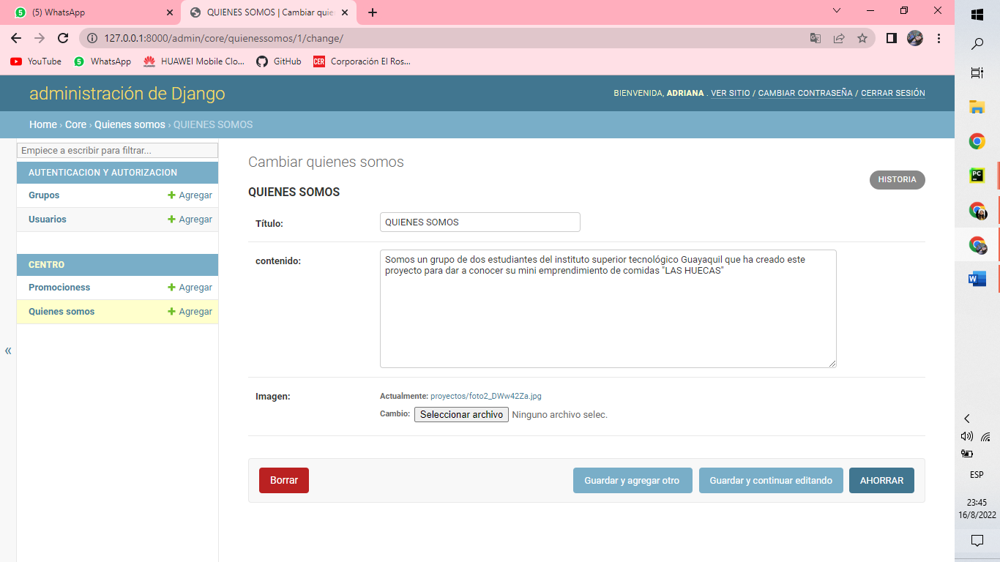 (5) WhatsApp
QUIENES SOMOS | Cambiar quie
127.0.0.1:8000/admin/core/quienessomos/1/change/
YouTube
WhatsApp
HUAWEI Mobile Clo...
GitHub
CER
Corporación El Ros...
administración de Django
BIENVENIDA, ADRIANA . VER SITIO / CAMBIAR CONTRASEÑA / CERRAR SESIÓN
Home › Core › Quienes somos › QUIENES SOMOS
Empiece a escribir para filtrar...
AUTENTICACION Y AUTORIZACION
Grupos + Agregar
Usuarios + Agregar
CENTRO
Promocioness + Agregar
Quienes somos + Agregar
«
Cambiar quienes somos
HISTORIA
QUIENES SOMOS
Título: QUIENES SOMOS
contenido: Somos un grupo de dos estudiantes del instituto superior tecnológico Guayaquil que ha creado este
proyecto para dar a conocer su mini emprendimiento de comidas "LAS HUECAS"
Imagen: Actualmente: proyectos/foto2_DWw42Za.jpg
Cambio: Seleccionar archivo Ninguno archivo selec.
Borrar
Guardar y agregar otro
Guardar y continuar editando
AHORRAR
PC
W
ESP
23:45
16/8/2022